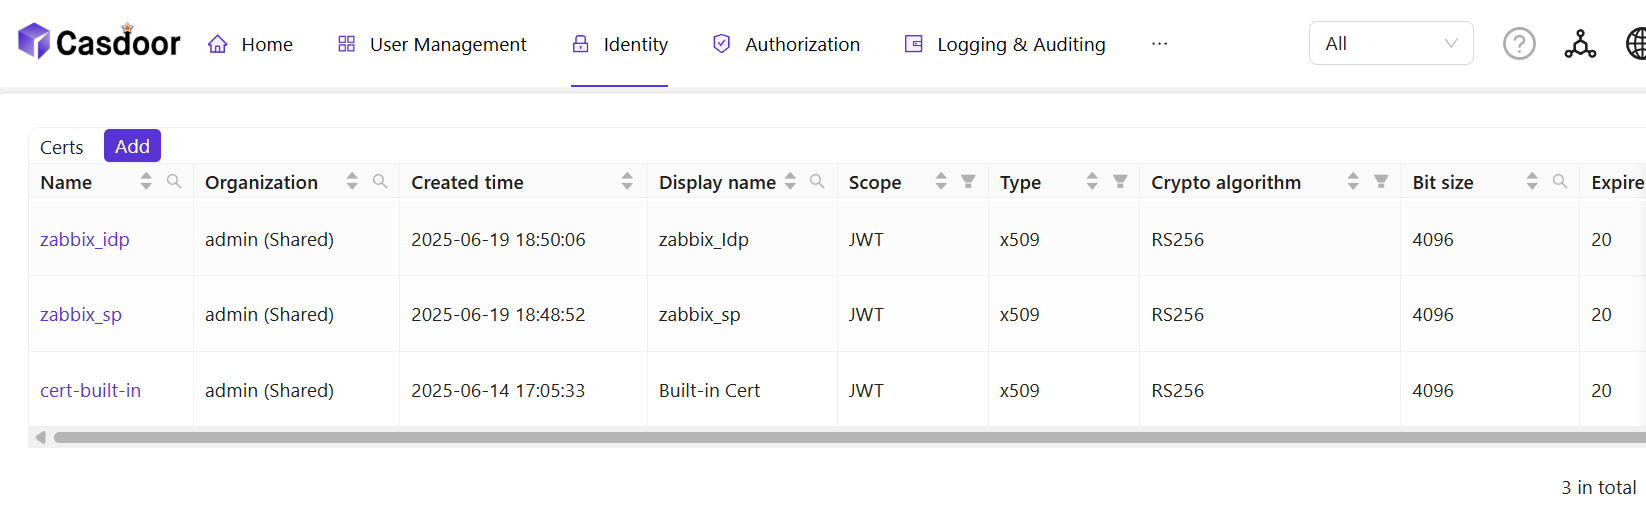 Casdoor Home User Management Identity Authorization Logging & Auditing ··· All
Certs Add
Name Organization Created time Display name Scope Type Crypto algorithm Bit size Expire
zabbix_idp admin (Shared) 2025-06-19 18:50:06 zabbix_Idp JWT x509 RS256 4096 20
zabbix_sp admin (Shared) 2025-06-19 18:48:52 zabbix_sp JWT x509 RS256 4096 20
cert-built-in admin (Shared) 2025-06-14 17:05:33 Built-in Cert JWT x509 RS256 4096 20
3 in total